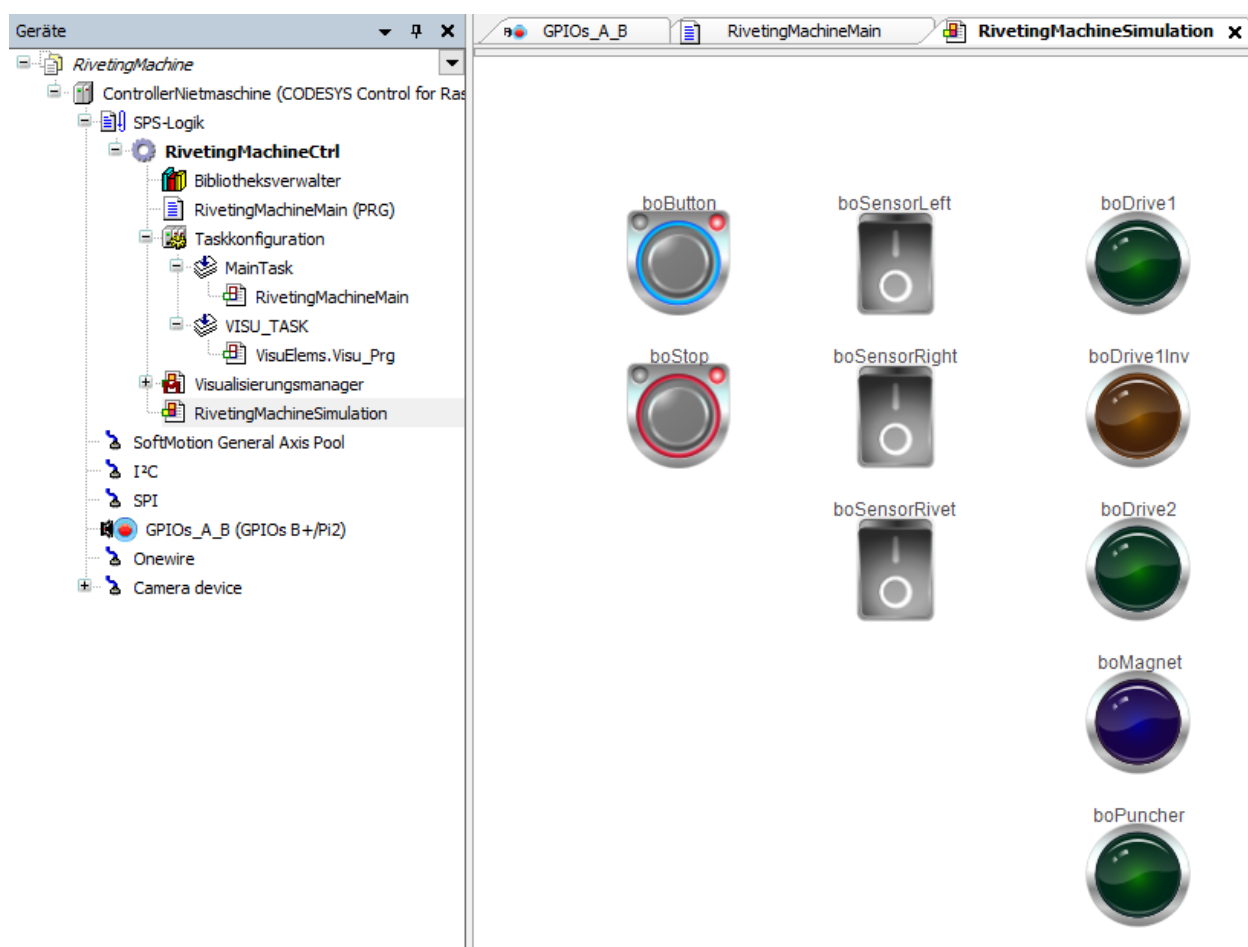 Geräte
GPIOs_A_B
RivetingMachineMain
RivetingMachineSimulation
RivetingMachine
ControllerNietmaschine (CODESYS Control for Ras
SPS-Logik
RivetingMachineCtrl
Bibliotheksverwalter
RivetingMachineMain (PRG)
Taskkonfiguration
MainTask
RivetingMachineMain
VISU_TASK
VisuElems.Visu_Prg
Visualisierungsmanager
RivetingMachineSimulation
SoftMotion General Axis Pool
I²C
SPI
GPIOs_A_B (GPIOs B+/Pi2)
Onewire
Camera device
boButton
boSensorLeft
boDrive1
boStop
boSensorRight
boDrive1Inv
boSensorRivet
boDrive2
boMagnet
boPuncher